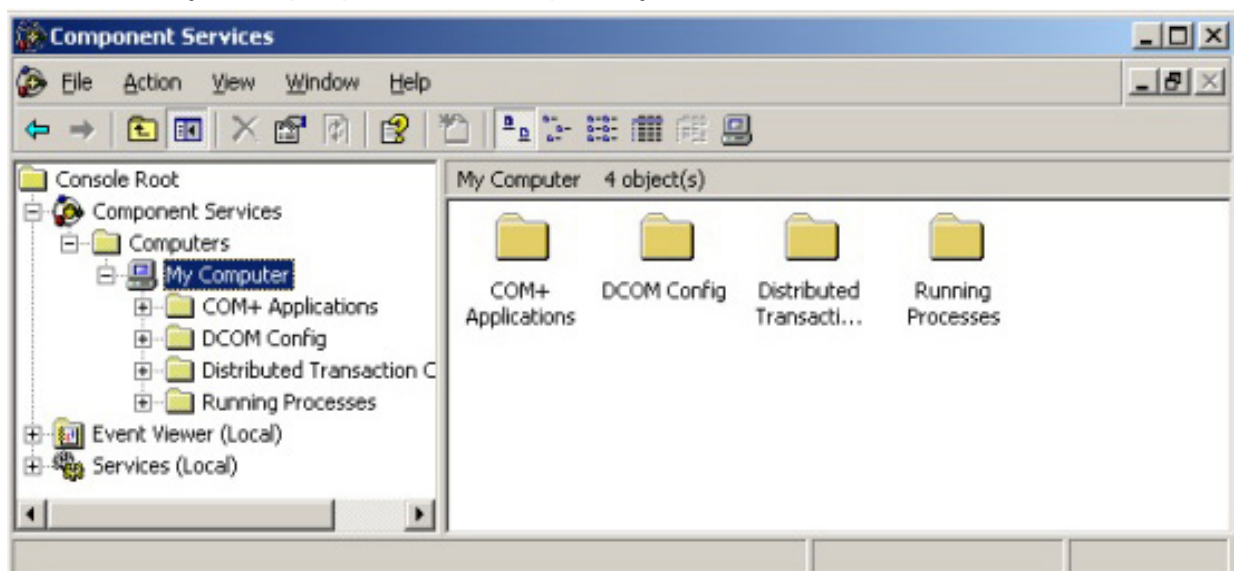 Component Services
File Action View Window Help
Console Root
Component Services
Computers
My Computer
COM+ Applications
DCOM Config
Distributed Transaction C
Running Processes
Event Viewer (Local)
Services (Local)
My Computer 4 object(s)
COM+ Applications
DCOM Config
Distributed Transacti...
Running Processes